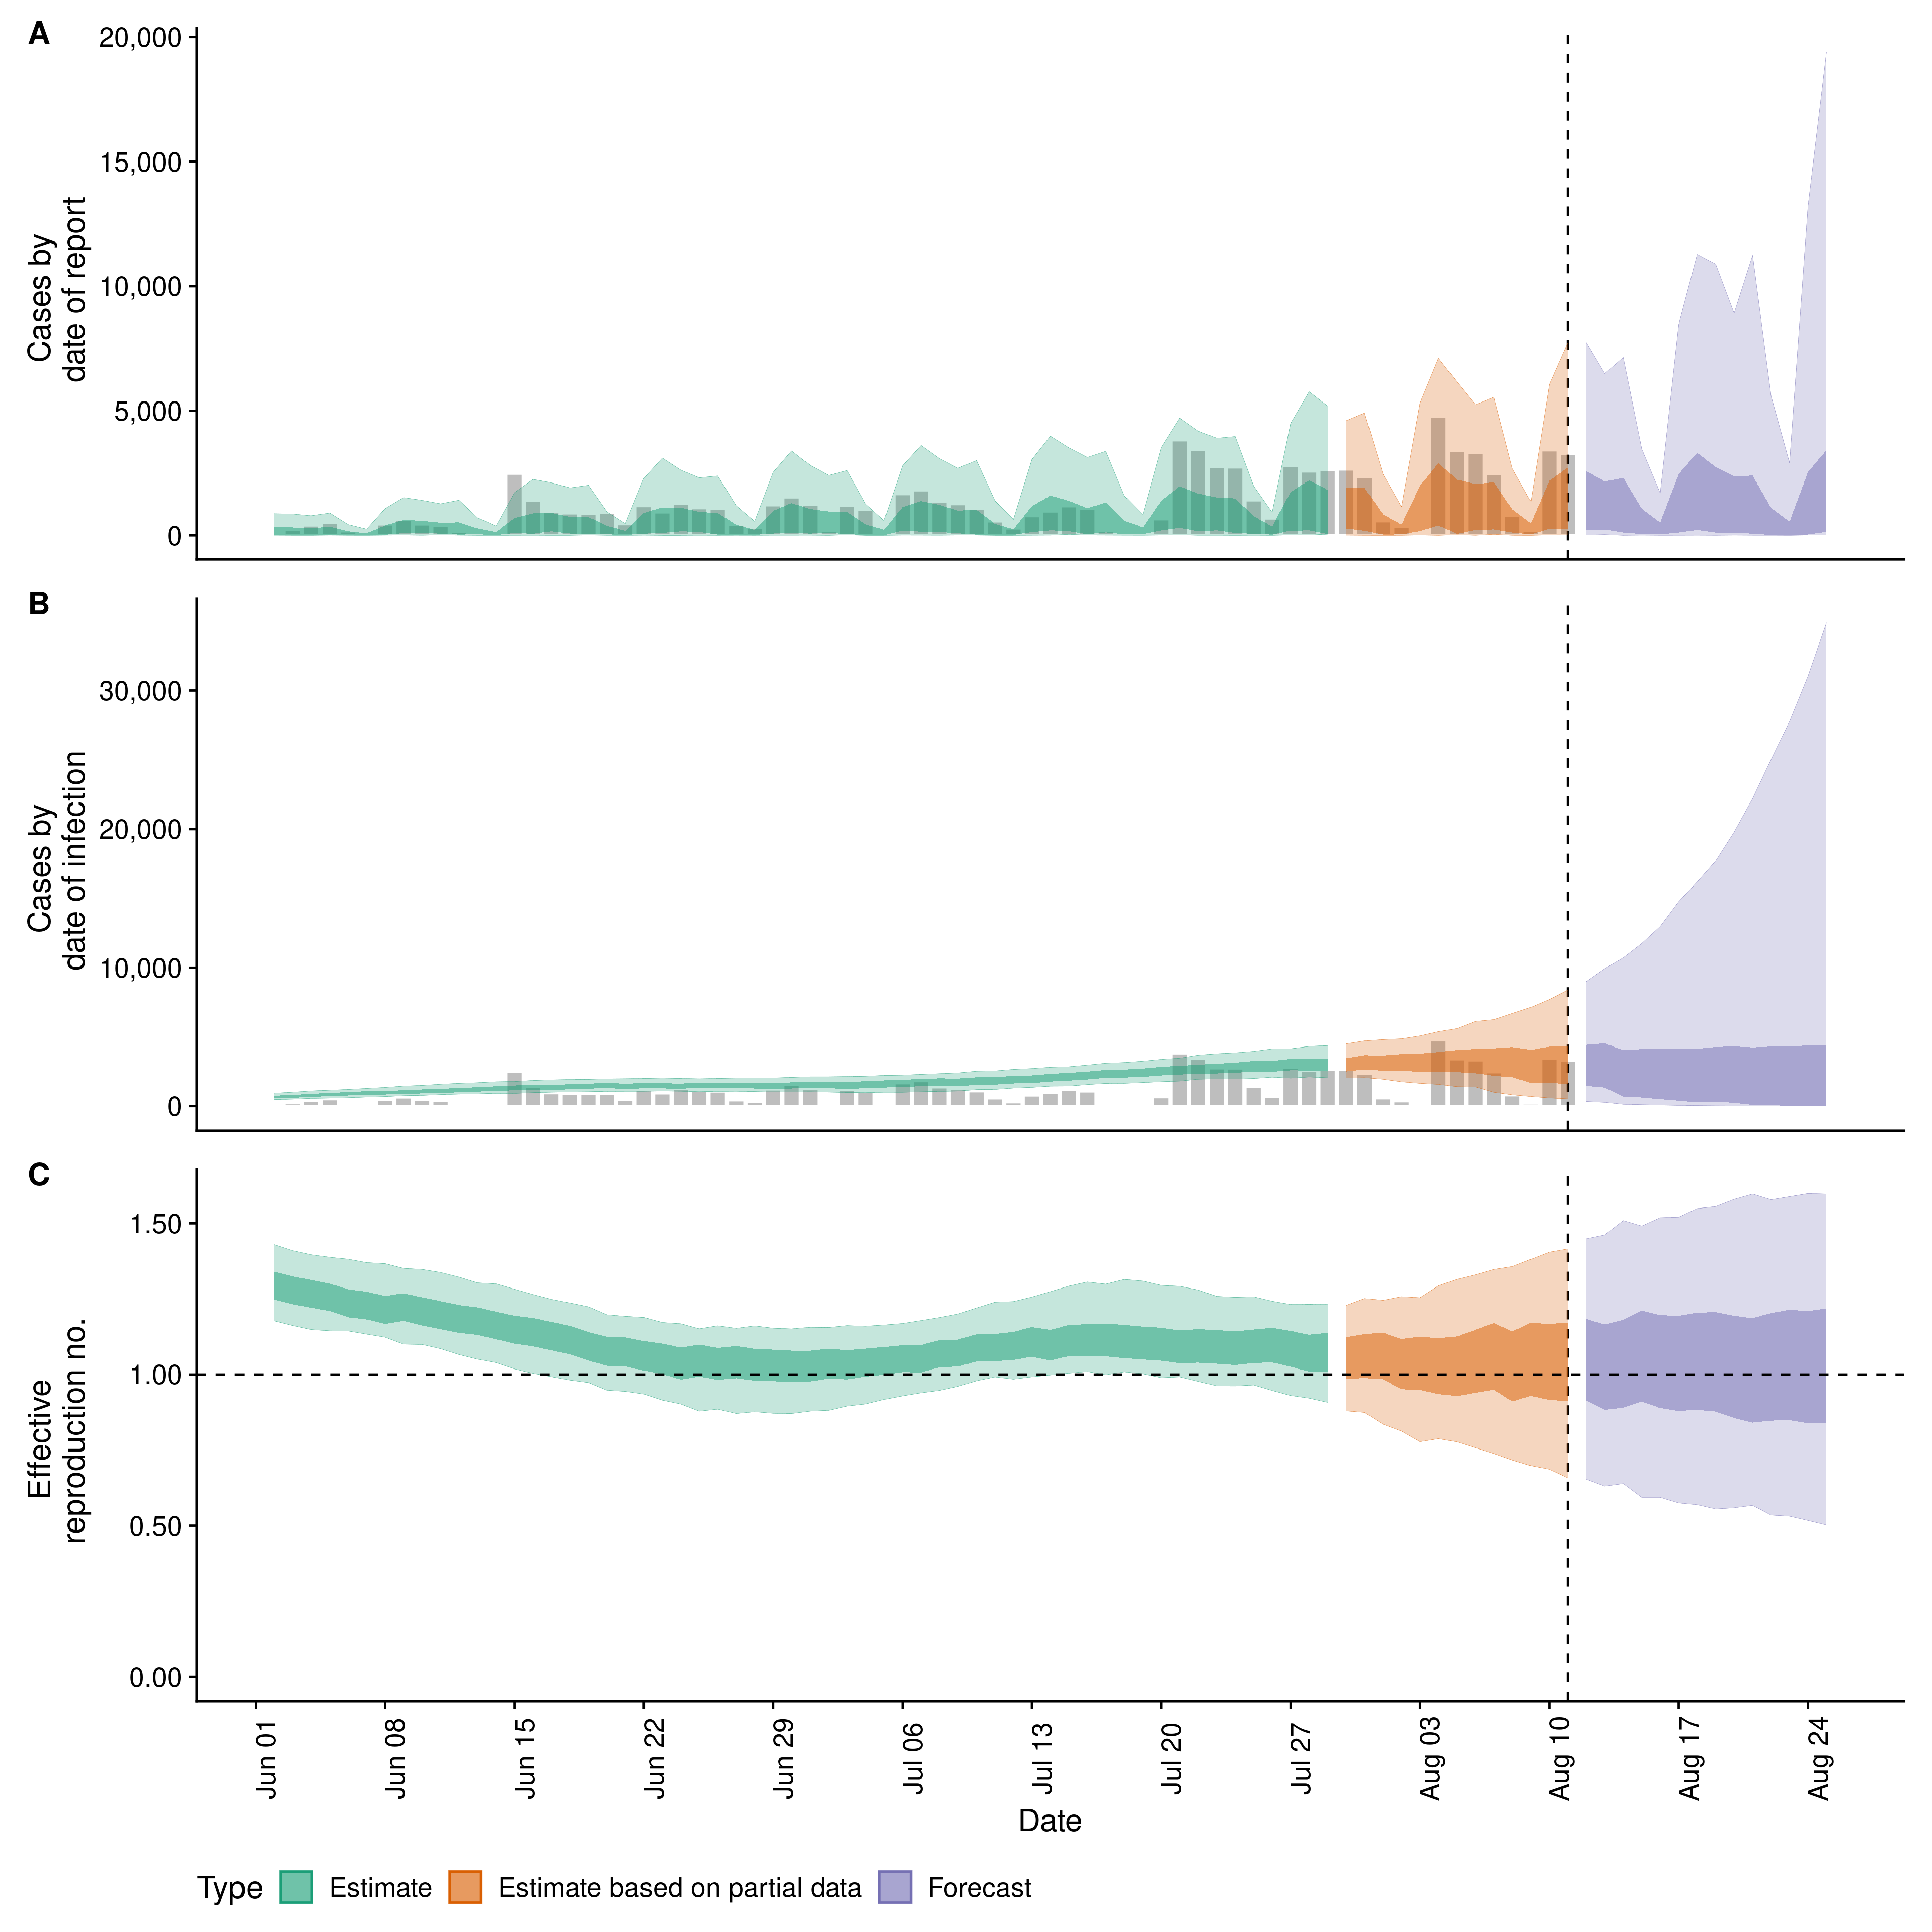 A
20,000
15,000
10,000
5,000
0
Cases by
date of report
B
30,000
20,000
10,000
0
Cases by
date of infection
C
1.50
1.00
0.50
0.00
Effective
reproduction no.
Jun 01
Jun 08
Jun 15
Jun 22
Jun 29
Jul 06
Jul 13
Jul 20
Jul 27
Aug 03
Aug 10
Aug 17
Aug 24
Date
Type Estimate Estimate based on partial data Forecast